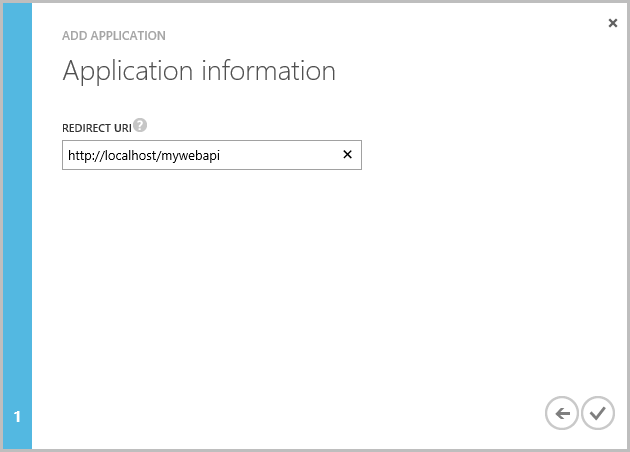 ADD APPLICATION
Application information
REDIRECT URI ?
http://localhost/mywebapi
1